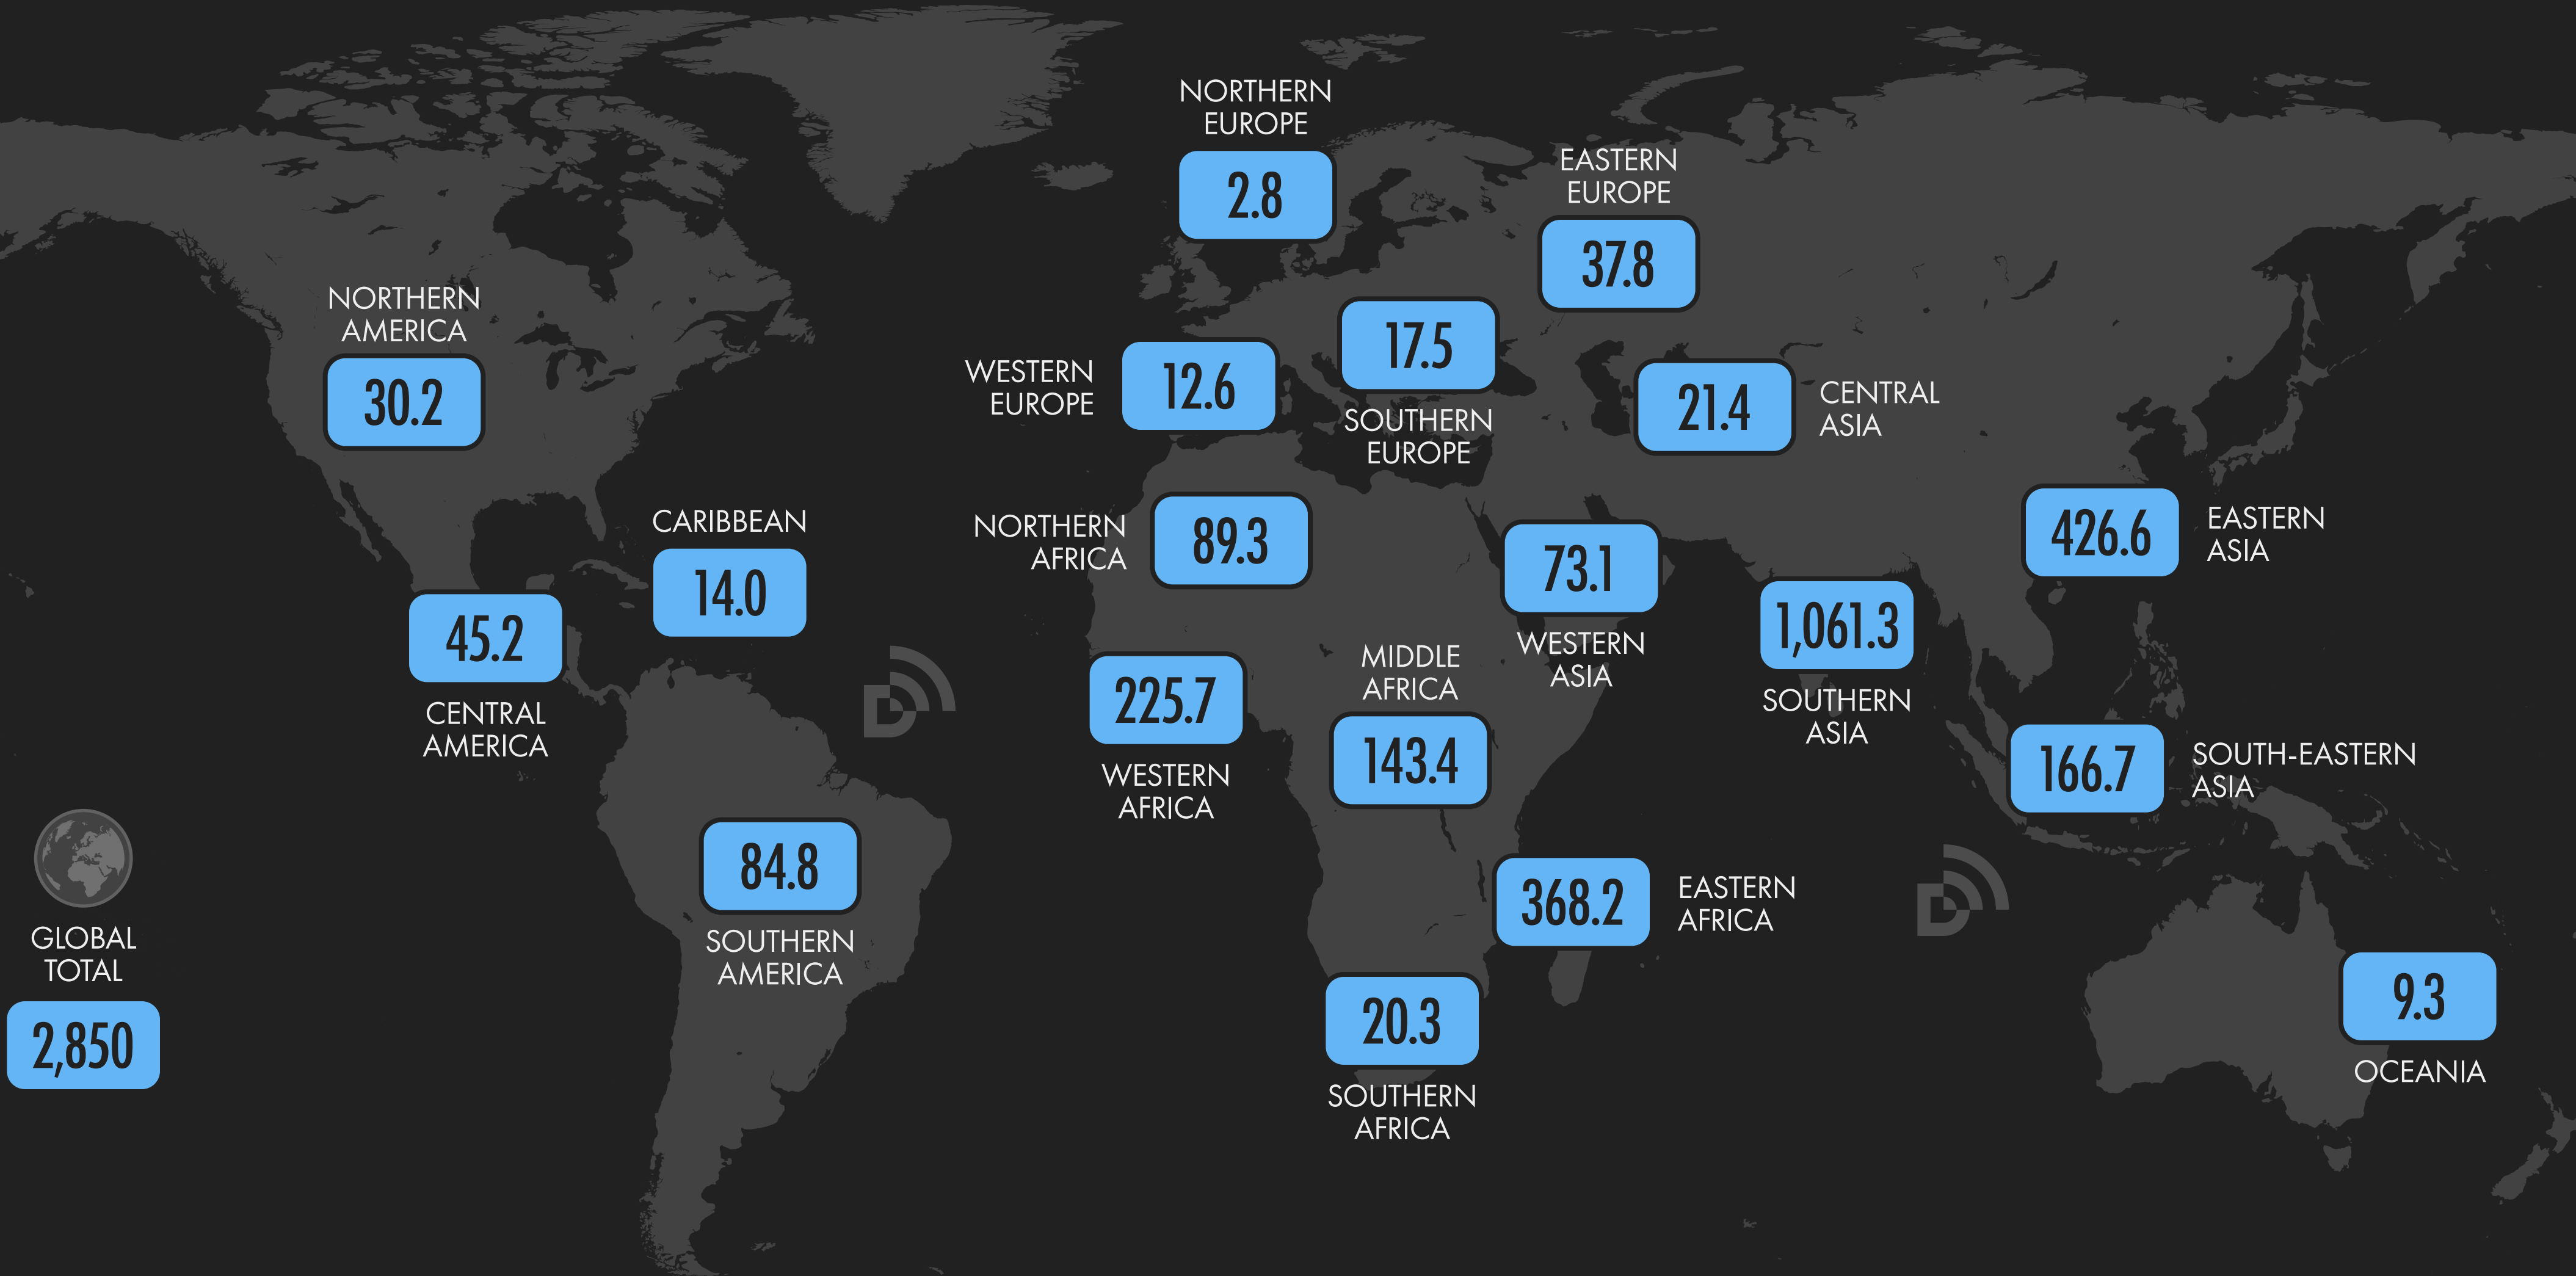 NORTHERN
EUROPE
2.8
EASTERN
EUROPE
37.8
NORTHERN
AMERICA
30.2
WESTERN
EUROPE
12.6
17.5
SOUTHERN
EUROPE
21.4
CENTRAL
ASIA
CARIBBEAN
14.0
NORTHERN
AFRICA
89.3
73.1
WESTERN
ASIA
426.6
EASTERN
ASIA
45.2
CENTRAL
AMERICA
225.7
WESTERN
AFRICA
MIDDLE
AFRICA
143.4
1,061.3
SOUTHERN
ASIA
166.7
SOUTH-EASTERN
ASIA
84.8
SOUTHERN
AMERICA
368.2
EASTERN
AFRICA
20.3
SOUTHERN
AFRICA
9.3
OCEANIA
GLOBAL
TOTAL
2,850